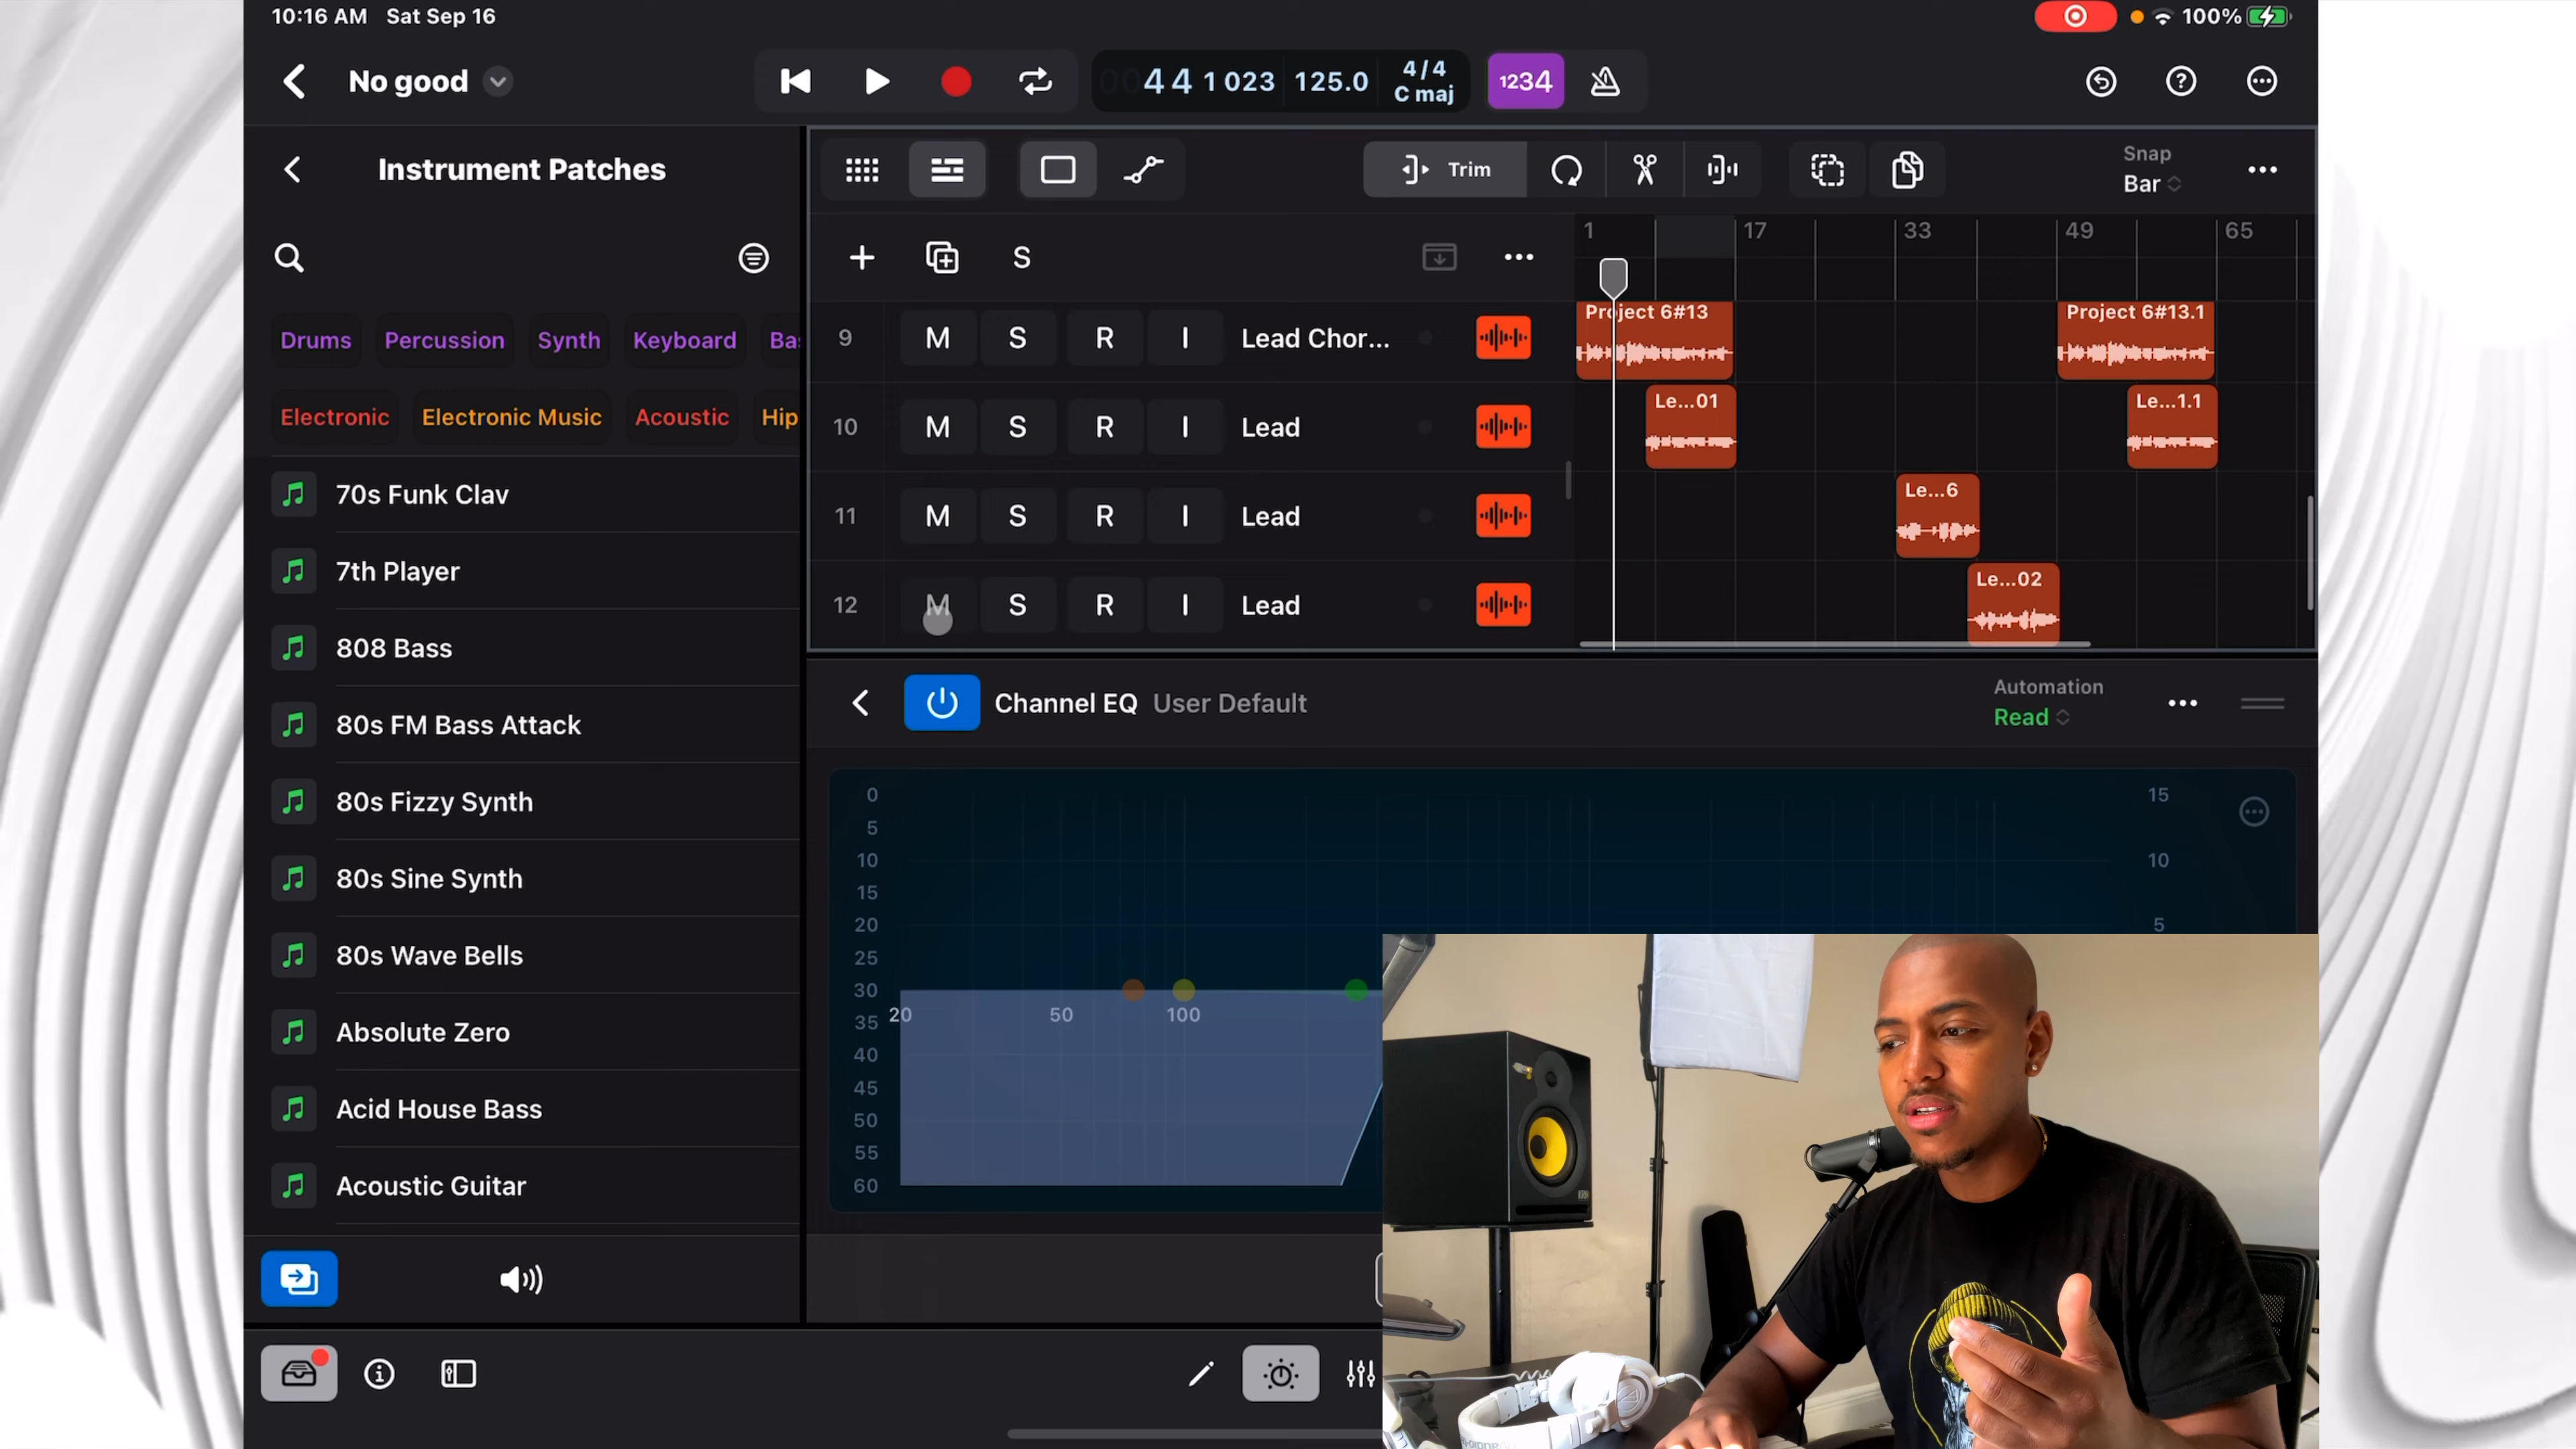 10:16 AM Sat Sep 16
100%
No good
0044 1 023 125.0 4/4 C maj
1234
Instrument Patches
Trim
Snap
Bar
S
1 17 33 49 65
Drums Percussion Synth Keyboard Ba
Electronic Electronic Music Acoustic Hip
9 M S R I Lead Chor...
Project 6#13 Project 6#13.1
10 M S R I Lead
Le...01 Le...1.1
11 M S R I Lead
Le...6
12 M S R I Lead
Le...02
70s Funk Clav
7th Player
808 Bass
80s FM Bass Attack
80s Fizzy Synth
80s Sine Synth
80s Wave Bells
Absolute Zero
Acid House Bass
Acoustic Guitar
Channel EQ User Default
Automation
Read
0 15
5
10 10
15
20 5
25
30
35 20 50 100
40
45
50
55
60